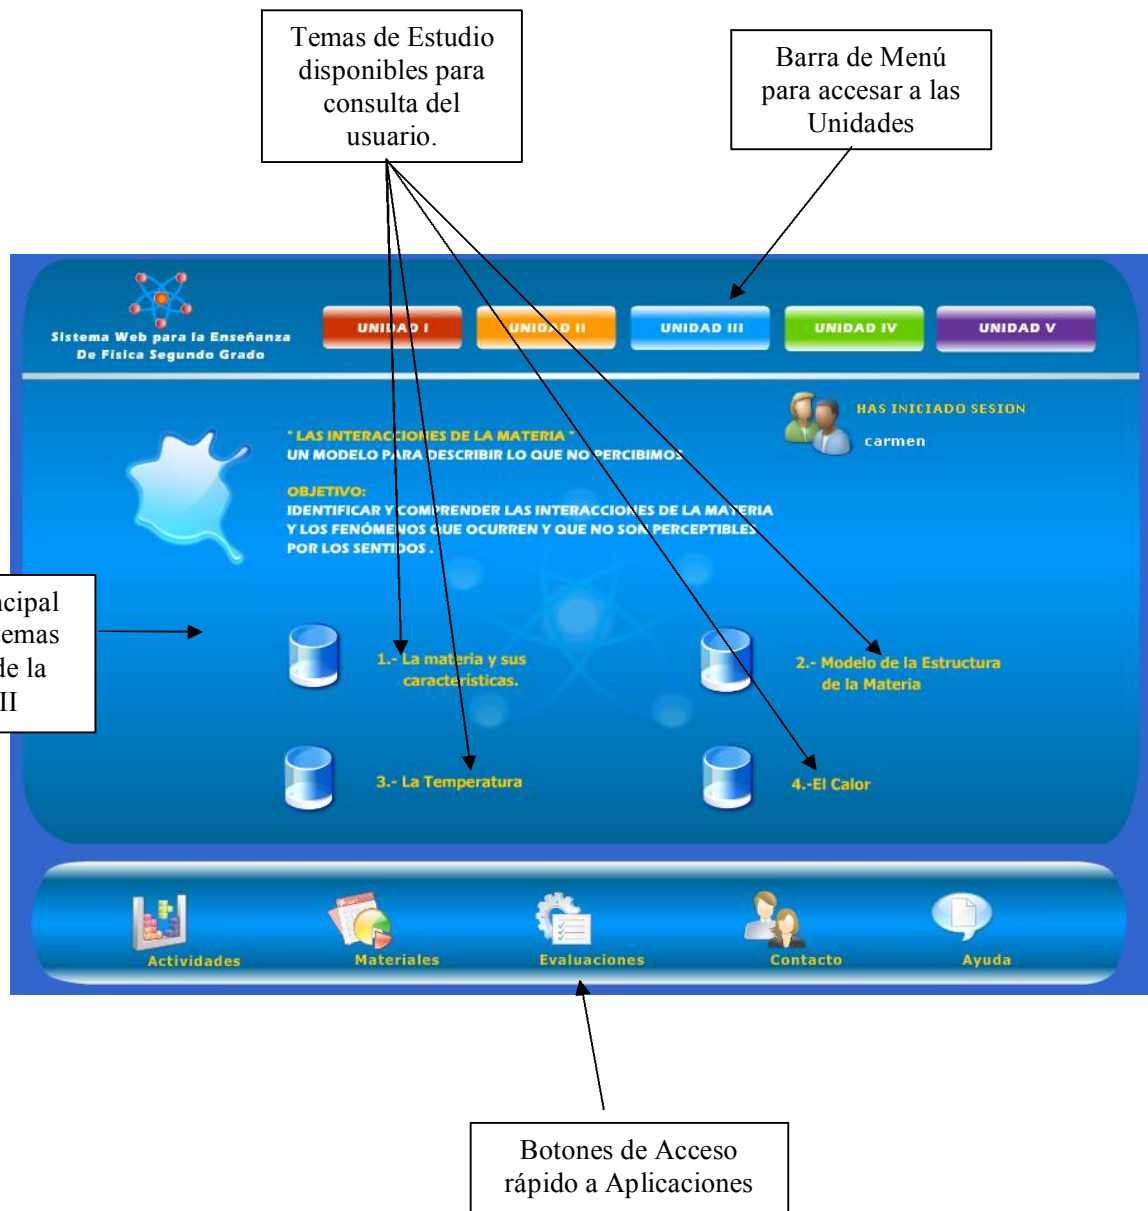 Temas de Estudio
disponibles para
consulta del
usuario.
Barra de Menú
para accesar a las
Unidades
Sistema Web para la Enseñanza
De Física Segundo Grado
UNIDAD I
UNIDAD II
UNIDAD III
UNIDAD IV
UNIDAD V
HAS INICIADO SESION
carmen
" LAS INTERACCIONES DE LA MATERIA "
UN MODELO PARA DESCRIBIR LO QUE NO PERCIBIMOS
OBJETIVO:
IDENTIFICAR Y COMPRENDER LAS INTERACCIONES DE LA MATERIA
Y LOS FENÓMENOS QUE OCURREN Y QUE NO SON PERCEPTIBLES
POR LOS SENTIDOS .
de la
II
1.- La materia y sus
características.
2.- Modelo de la Estructura
de la Materia
3.- La Temperatura
4.-El Calor
Actividades
Materiales
Evaluaciones
Contacto
Ayuda
Botones de Acceso
rápido a Aplicaciones